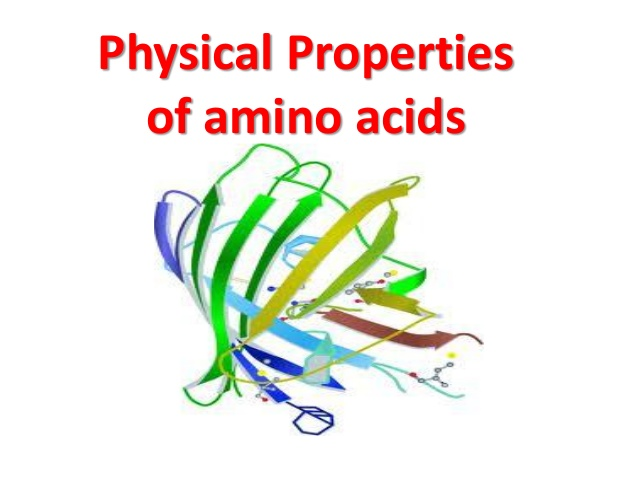 Physical Properties
of amino acids